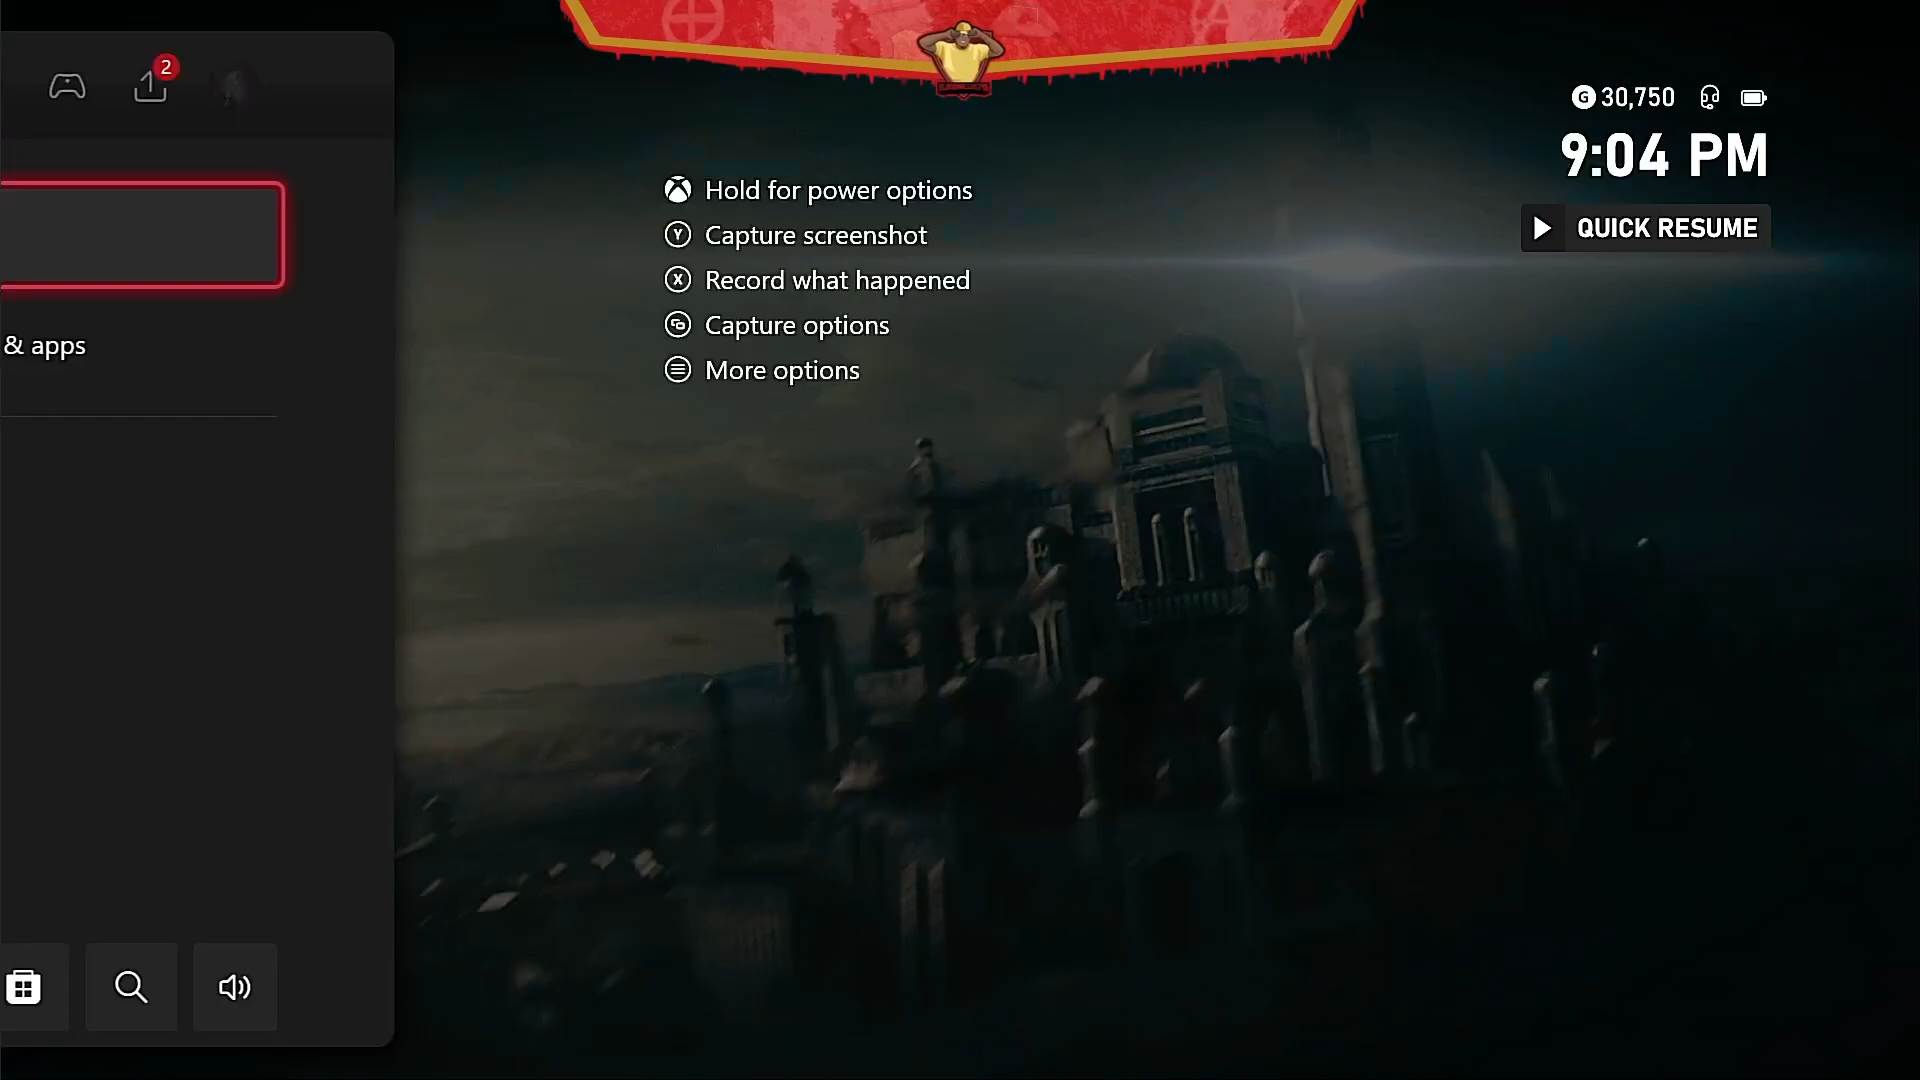 2
30,750
9:04 PM
QUICK RESUME
Hold for power options
Y Capture screenshot
X Record what happened
Capture options
More options
& apps